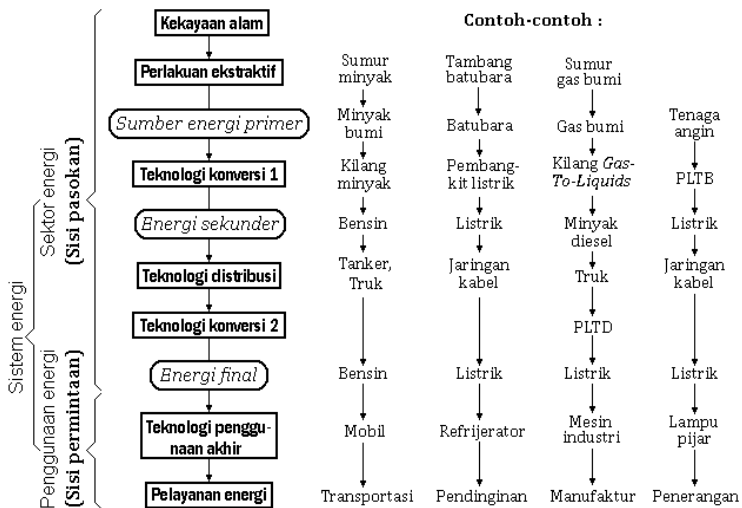 Kekayaan alam
Contoh-contoh :
Perlakuan ekstraktif
Sumur
minyak
Tambang
batubara
Sumur
gas bumi
Sumber energi primer
Minyak
bumi
Batubara
Gas bumi
Tenaga
angin
Teknologi konversi 1
Kilang
minyak
Pembang-
kit listrik
Kilang Gas-
To-Liquids
PLTB
Energi sekunder
Bensin
Listrik
Minyak
diesel
Listrik
Teknologi distribusi
Tanker,
Truk
Jaringan
kabel
Truk
Jaringan
kabel
Teknologi konversi 2
PLTD
Energi final
Bensin
Listrik
Listrik
Listrik
Teknologi penggu-
naan akhir
Mobil
Refrijerator
Mesin
industri
Lampu
pijar
Pelayanan energi
Transportasi
Pendinginan
Manufaktur
Penerangan
Sistem energi
Sektor energi
(Sisi pasokan)
Penggunaan energi
(Sisi permintaan)